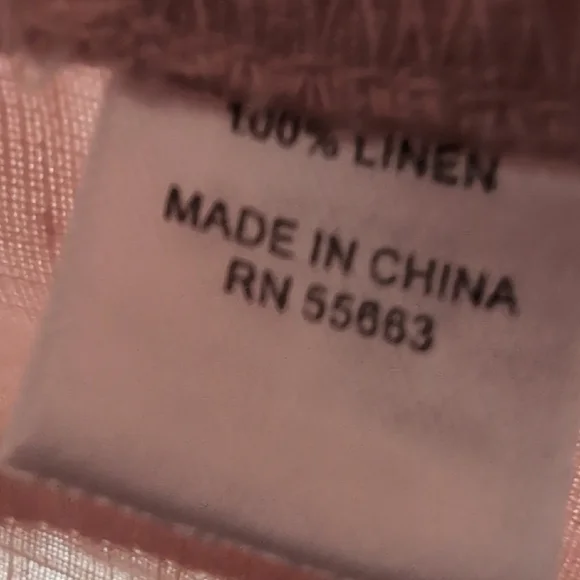 100% LINEN
MADE IN CHINA
RN 55663